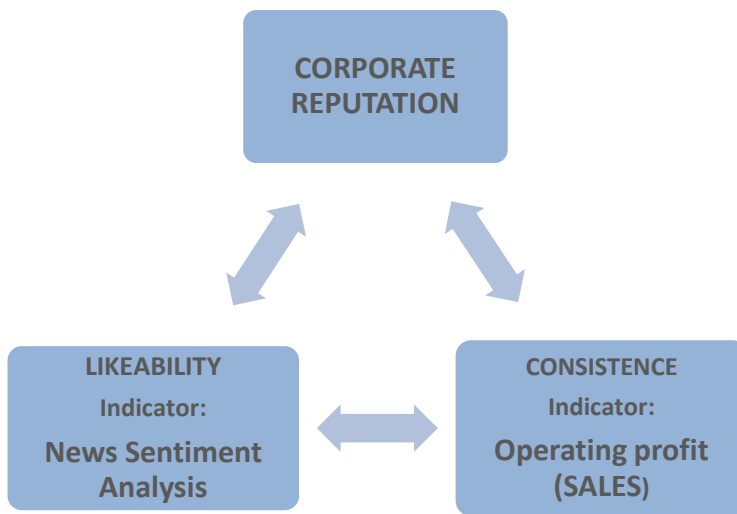 CORPORATE
REPUTATION
LIKEABILITY
Indicator:
News Sentiment
Analysis
CONSISTENCE
Indicator:
Operating profit
(SALES)